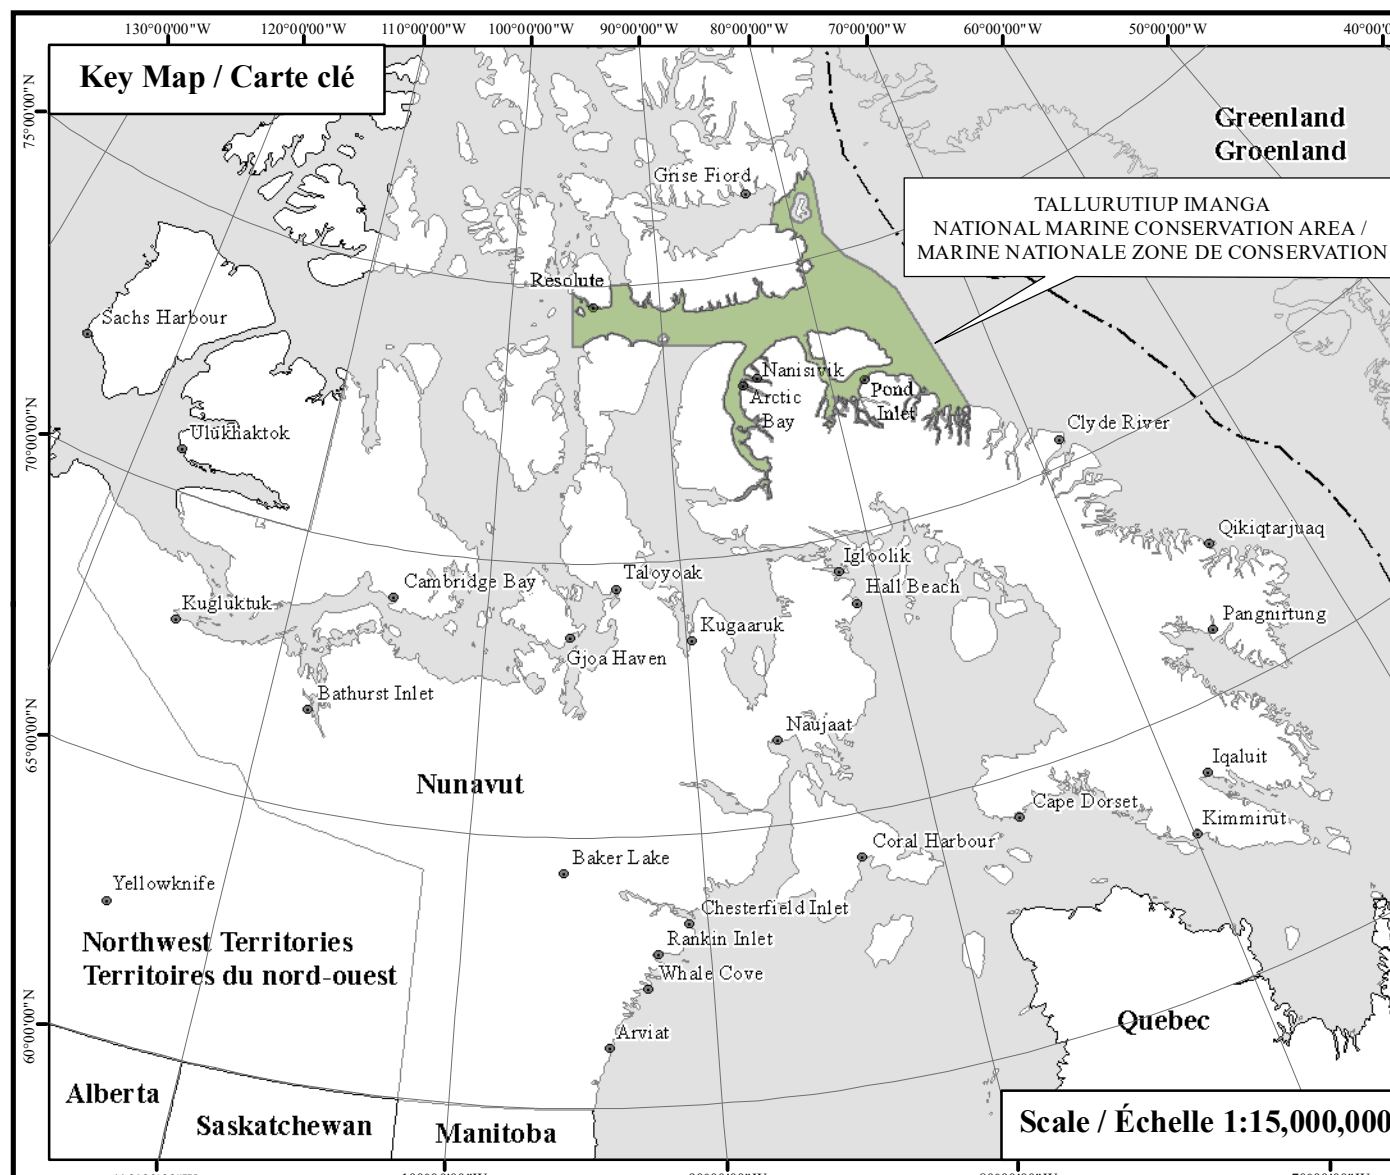 130°00'00"W
120°00'00"W
110°00'00"W
100°00'00"W
90°00'00"W
80°00'00"W
70°00'00"W
60°00'00"W
50°00'00"W
40°00'00"W
Key Map / Carte clé
75°00'00"N
Greenland
Groenland
Grise Fiord
TALLURUTIUP IMANGA
NATIONAL MARINE CONSERVATION AREA /
MARINE NATIONALE ZONE DE CONSERVATION
Resolute
Sachs Harbour
Nanisivik
Arctic
Bay
Pond
Inlet
Clyde River
Ulukhaktok
70°00'00"N
Qikiqtarjuaq
Igloolik
Taloyoak
Cambridge Bay
Hall Beach
Kugluktuk
Pangnirtung
Kugaaruk
Gjoa Haven
Bathurst Inlet
65°00'00"N
Naujaat
Iqaluit
Nunavut
Cape Dorset
Kimmirut
Coral Harbour
Baker Lake
Yellowknife
Chesterfield Inlet
Northwest Territories
Territoires du nord-ouest
Rankin Inlet
Whale Cove
60°00'00"N
Quebec
Arviat
Alberta
Saskatchewan
Manitoba
Scale / Échelle 1:15,000,000